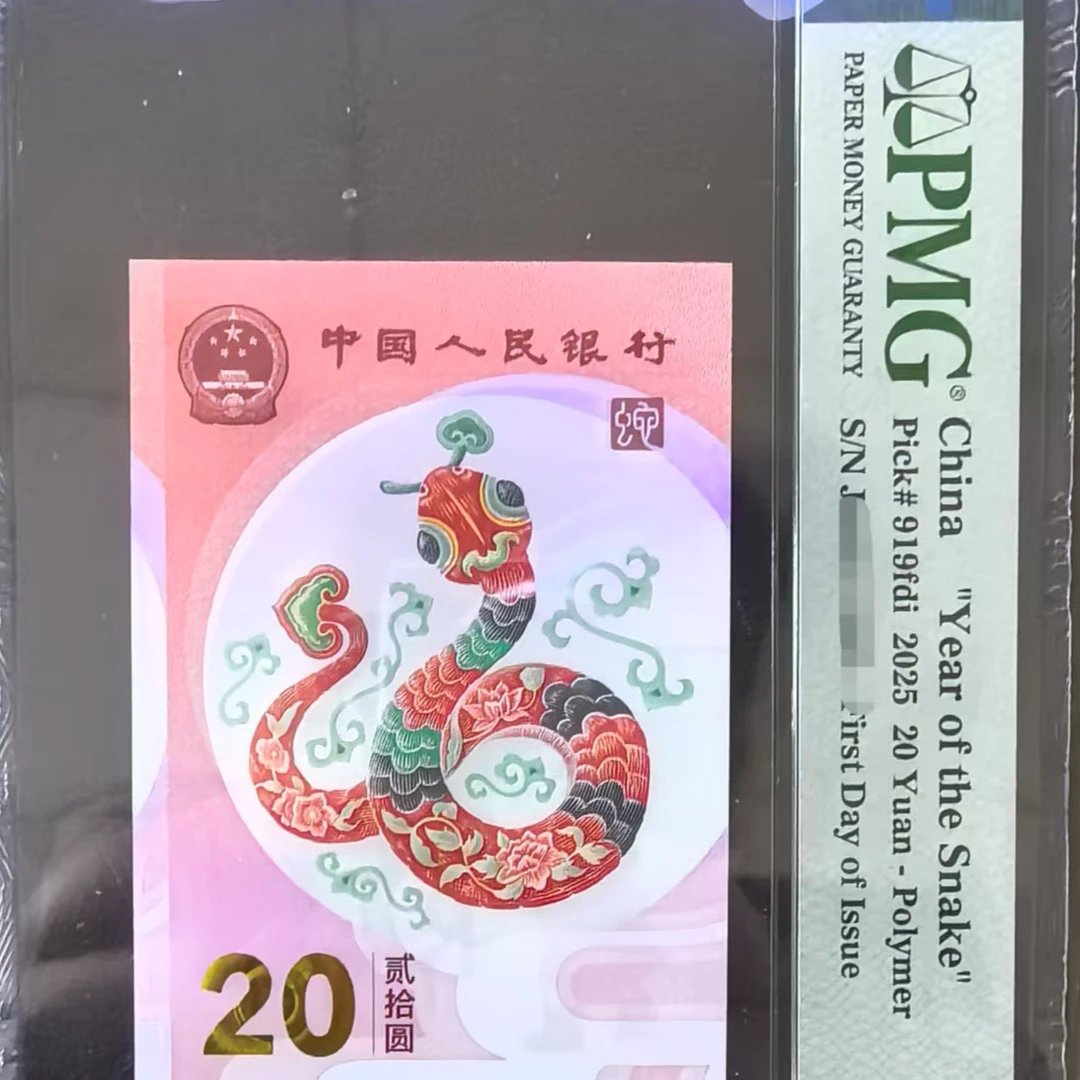 中国人民银行
蛇
20
贰拾圆
PMG®
PAPER MONEY GUARANTY
China "Year of the Snake"
Pick# 919fdi 2025 20 Yuan - Polymer
S/N J
First Day of Issue